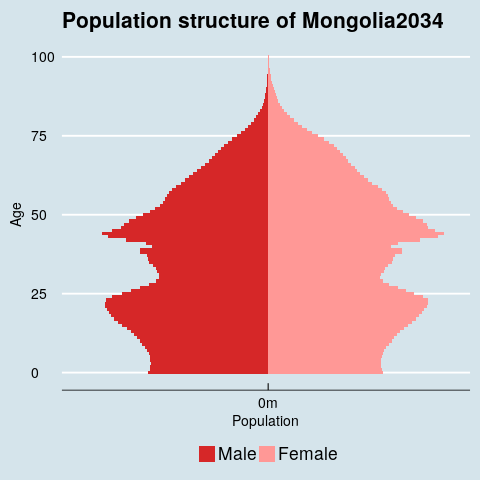 Population structure of Mongolia2034
100
75
50
25
0
Age
0m
Population
Male Female